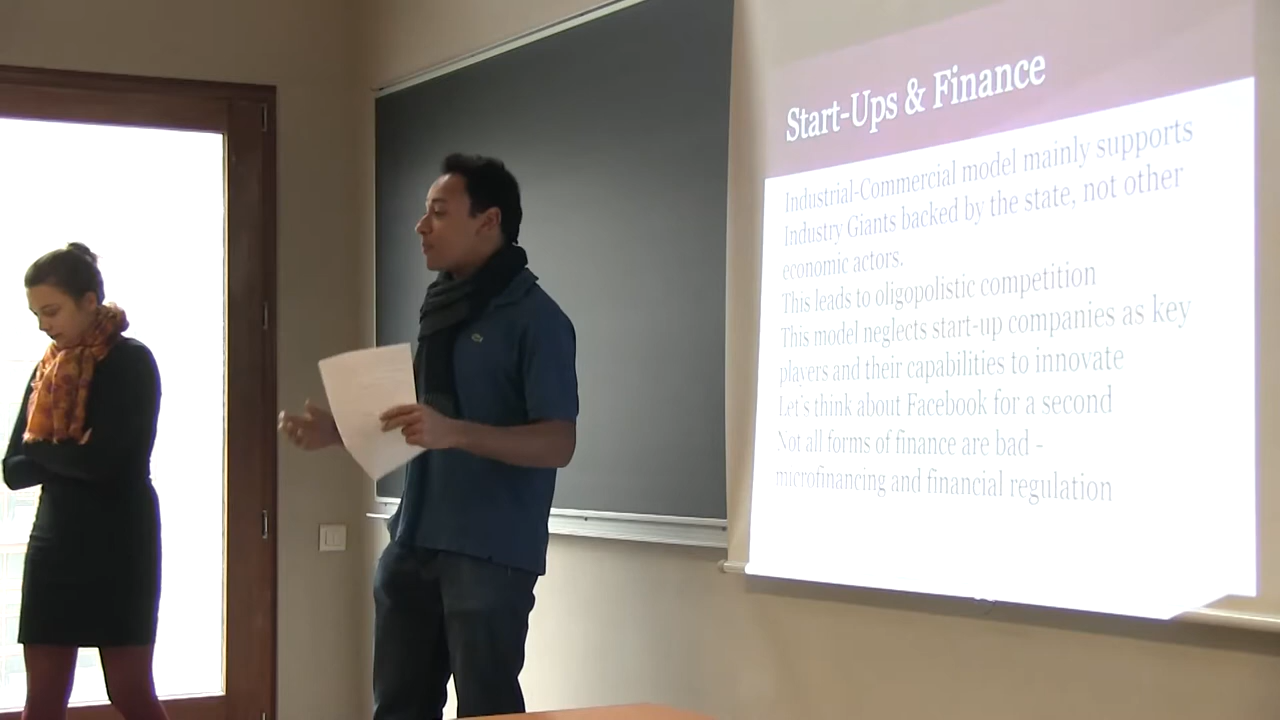 Start-Ups & Finance
Industrial-Commercial model mainly supports
Industry Giants backed by the state, not other
economic actors.
This leads to oligopolistic competition
This model neglects start-up companies as key
players and their capabilities to innovate
Let's think about Facebook for a second
Not all forms of finance are bad -
microfinancing and financial regulation